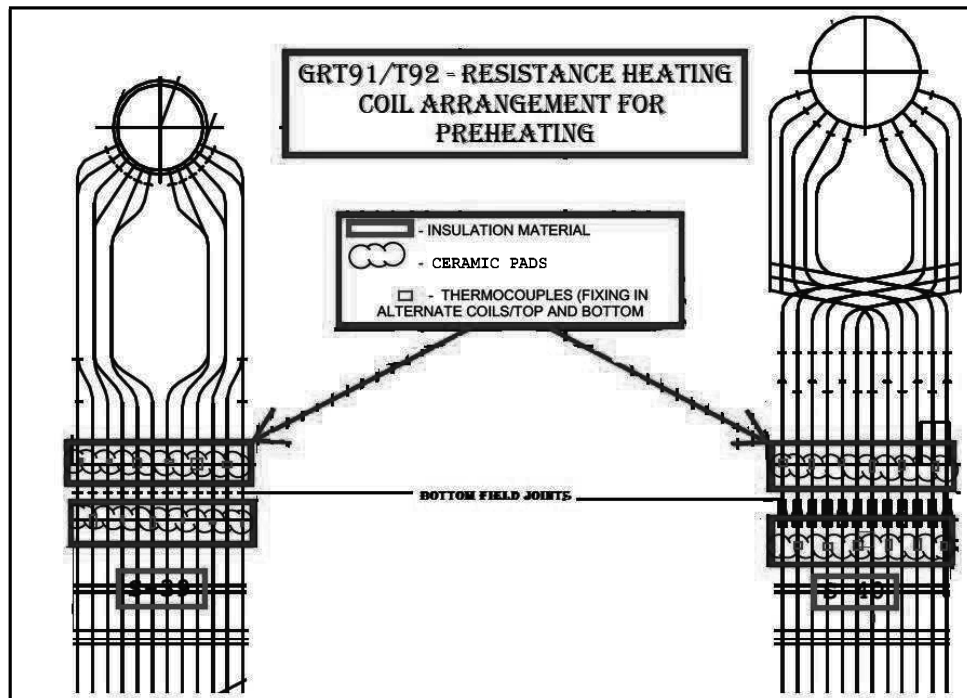 GRT91/T92 - RESISTANCE HEATING
COIL ARRANGEMENT FOR
PREHEATING
- INSULATION MATERIAL
- CERAMIC PADS
- THERMOCOUPLES (FIXING IN
ALTERNATE COILS/TOP AND BOTTOM
BOTTOM FIELD JOINTS